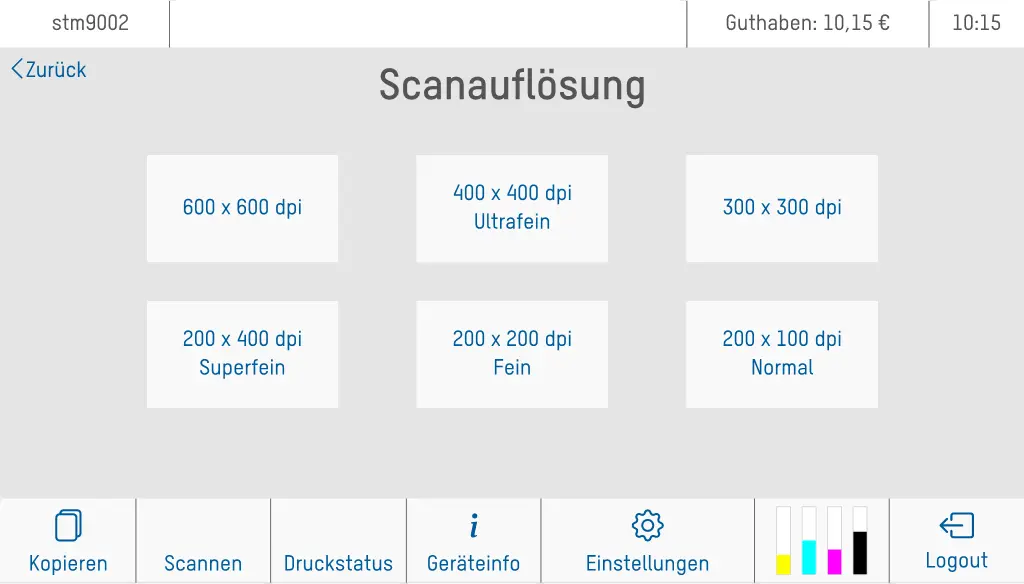 stm9002
Guthaben: 10,15 €
10:15
Zurück
Scanauflösung
600 x 600 dpi
400 x 400 dpi
Ultrafein
300 x 300 dpi
200 x 400 dpi
Superfein
200 x 200 dpi
Fein
200 x 100 dpi
Normal
Kopieren
Scannen
Druckstatus
i
Geräteinfo
Einstellungen
Logout